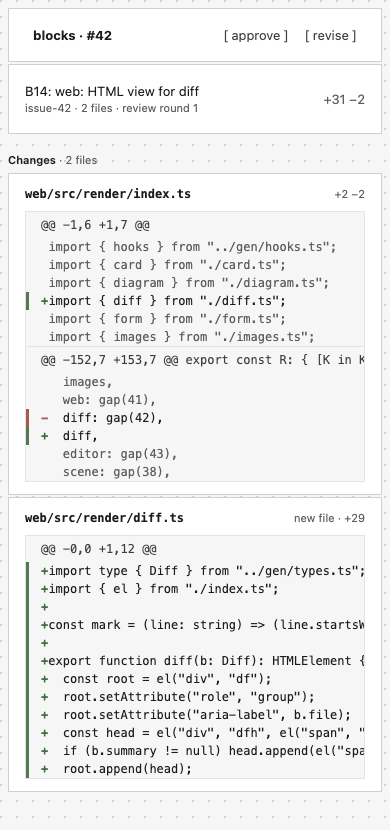 blocks · #42 [ approve ] [ revise ]
B14: web: HTML view for diff
issue-42 · 2 files · review round 1
+31 −2
Changes · 2 files
web/src/render/index.ts +2 −2
@@ −1,6 +1,7 @@
import { hooks } from "../gen/hooks.ts";
import { card } from "./card.ts";
import { diagram } from "./diagram.ts";
+import { diff } from "./diff.ts";
import { form } from "./form.ts";
import { images } from "./images.ts";
@@ −152,7 +153,7 @@ export const R: { [K in K
images,
web: gap(41),
− diff: gap(42),
+ diff,
editor: gap(43),
scene: gap(38),
web/src/render/diff.ts new file · +29
@@ −0,0 +1,12 @@
+import type { Diff } from "../gen/types.ts";
+import { el } from "./index.ts";
+
+const mark = (line: string) => (line.starts
+
+export function diff(b: Diff): HTMLElement {
+ const root = el("div", "df");
+ root.setAttribute("role", "group");
+ root.setAttribute("aria-label", b.file);
+ const head = el("div", "dfh", el("span", "
+ if (b.summary != null) head.append(el("spa
+ root.append(head);